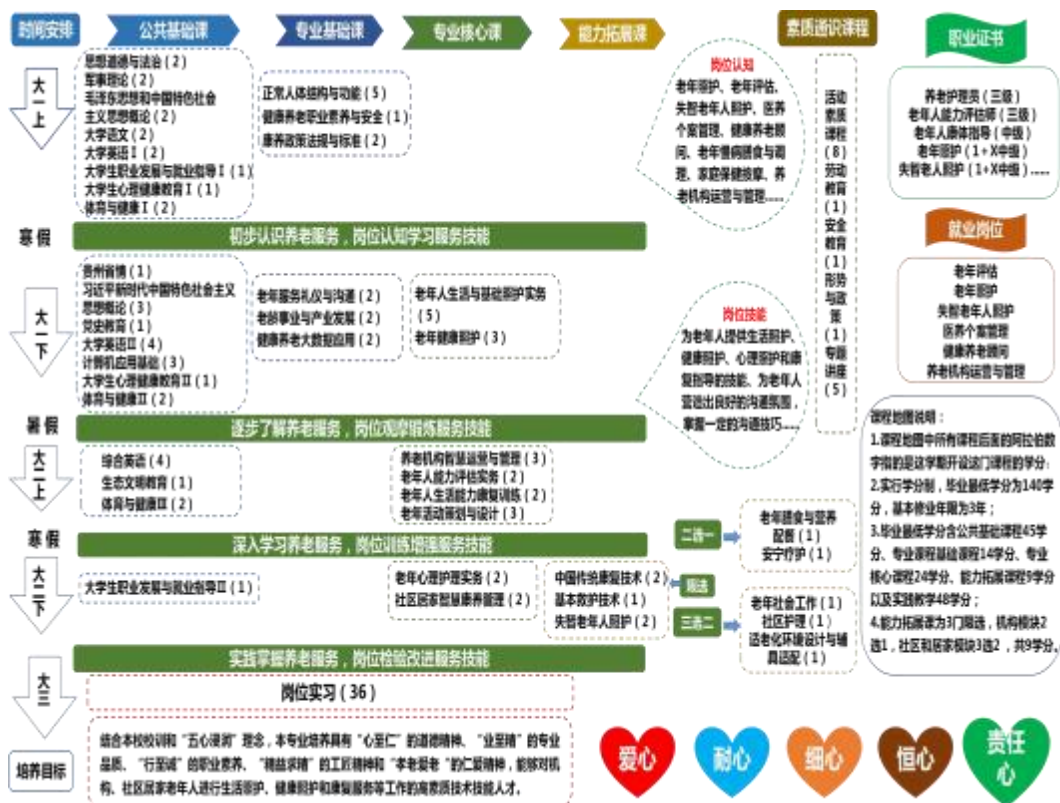 时间安排
公共基础课
专业基础课
专业核心课
能力拓展课
素质通识课程
职业证书
大一上
思想道德与法治(2)
军事理论(2)
毛泽东思想和中国特色社会
主义思想概论(2)
大学语文(2)
大学英语Ⅰ(2)
大学生职业发展与就业指导Ⅰ(1)
大学生心理健康教育Ⅰ(1)
体育与健康Ⅰ(2)
正常人体结构与功能(5)
健康养老职业素养与安全(1)
康养政策法规与标准(2)
岗位认知
老年照护、老年评估、
失智老年人照护、医养
个案管理、健康养老顾
问、老年慢病膳食与调
理、家庭保健按摩、养
老机构运营与管理......
活动素质课程(8)劳动教育(1)安全教育(1)形势与政策(1)专题讲座(5)
养老护理员(三级)
老年人能力评估师(三级)
老年人康体指导(中级)
老年照护(1+X中级)
失智老人照护(1+X中级)......
寒假
初步认识养老服务,岗位认知学习服务技能
就业岗位
老年评估
老年照护
失智老年人照护
医养个案管理
健康养老顾问
养老机构运营与管理
大一下
贵州省情(1)
习近平新时代中国特色社会主义
思想概论(3)
党史教育(1)
大学英语Ⅱ(4)
计算机应用基础(3)
大学生心理健康教育Ⅱ(1)
体育与健康Ⅱ(2)
老年服务礼仪与沟通(2)
老龄事业与产业发展(2)
健康养老大数据应用(2)
老年人生活与基础照护实务
(5)
老年健康照护(3)
岗位技能
为老年人提供生活照护、
健康照护、心理照护和康
复指导的技能、为老年人
营造出良好的沟通氛围,
掌握一定的沟通技巧......
暑假
逐步了解养老服务,岗位观摩锻炼服务技能
课程地图说明:
1.课程地图中所有课程后面的阿拉伯数
字指的是这学期开设这门课程的学分;
2.实行学分制,毕业最低学分为140学
分,基本修业年限为3年;
3.毕业最低学分含公共基础课程45学
分、专业课程基础课程14学分、专业
核心课程24学分、能力拓展课程9学分
以及实践教学48学分;
4.能力拓展课为3门限选,机构模块2
选1,社区和居家模块3选2,共9学分。
大二上
综合英语(4)
生态文明教育(1)
体育与健康Ⅲ(2)
养老机构智慧运营与管理(3)
老年人能力评估实务(2)
老年人生活能力康复训练(2)
老年活动策划与设计(3)
寒假
深入学习养老服务,岗位训练增强服务技能
二选一
老年膳食与营养
配餐(1)
安宁疗护(1)
大二下
大学生职业发展与就业指导Ⅱ(1)
老年心理护理实务(2)
社区居家智慧康养管理(2)
中国传统康复技术(2)
基本救护技术(1)
失智老年人照护(2)
限选
三选二
老年社会工作(1)
社区护理(1)
适老化环境设计与辅
具适配(1)
实践掌握养老服务,岗位检验改进服务技能
大三
岗位实习(36)
培养目标
结合本校校训和“五心浸润”理念,本专业培养具有“心至仁”的道德精神、“业至精”的专业
品质、“行至诚”的职业素养、“精益求精”的工匠精神和“孝老爱老”的仁爱精神,能够对机
构、社区居家老年人进行生活照护、健康照护和康复服务等工作的高素质技术技能人才。
爱心
耐心
细心
恒心
责任
心